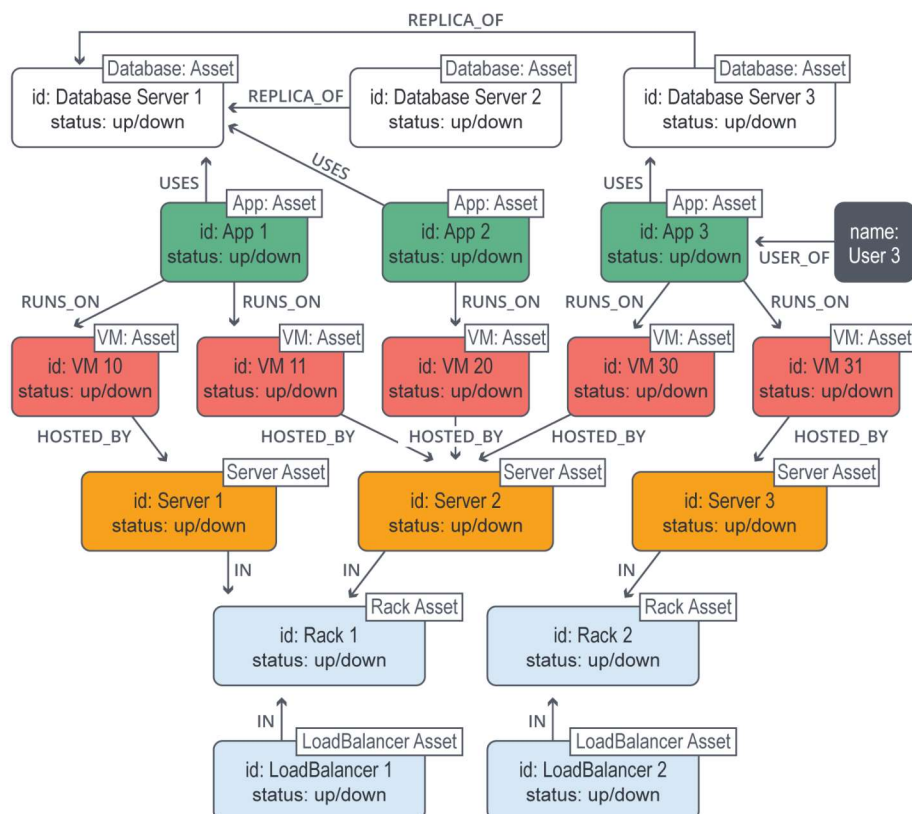 REPLICA_OF
Database: Asset
id: Database Server 1
status: up/down
REPLICA_OF
Database: Asset
id: Database Server 2
status: up/down
Database: Asset
id: Database Server 3
status: up/down
USES
USES
USES
App: Asset
id: App 1
status: up/down
App: Asset
id: App 2
status: up/down
App: Asset
id: App 3
status: up/down
USER_OF
name:
User 3
RUNS_ON
RUNS_ON
RUNS_ON
RUNS_ON
RUNS_ON
VM: Asset
id: VM 10
status: up/down
VM: Asset
id: VM 11
status: up/down
VM: Asset
id: VM 20
status: up/down
VM: Asset
id: VM 30
status: up/down
VM: Asset
id: VM 31
status: up/down
HOSTED_BY
HOSTED_BY
HOSTED_BY
HOSTED_BY
HOSTED_BY
Server Asset
id: Server 1
status: up/down
Server Asset
id: Server 2
status: up/down
Server Asset
id: Server 3
status: up/down
IN
IN
IN
Rack Asset
id: Rack 1
status: up/down
Rack Asset
id: Rack 2
status: up/down
IN
IN
LoadBalancer Asset
id: LoadBalancer 1
status: up/down
LoadBalancer Asset
id: LoadBalancer 2
status: up/down